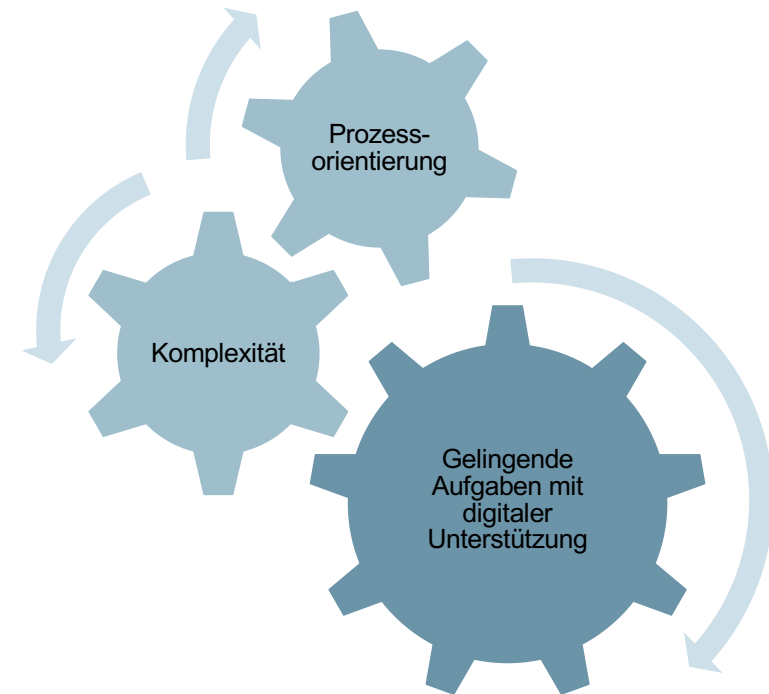 Prozess-
orientierung
Komplexität
Gelingende
Aufgaben mit
digitaler
Unterstützung